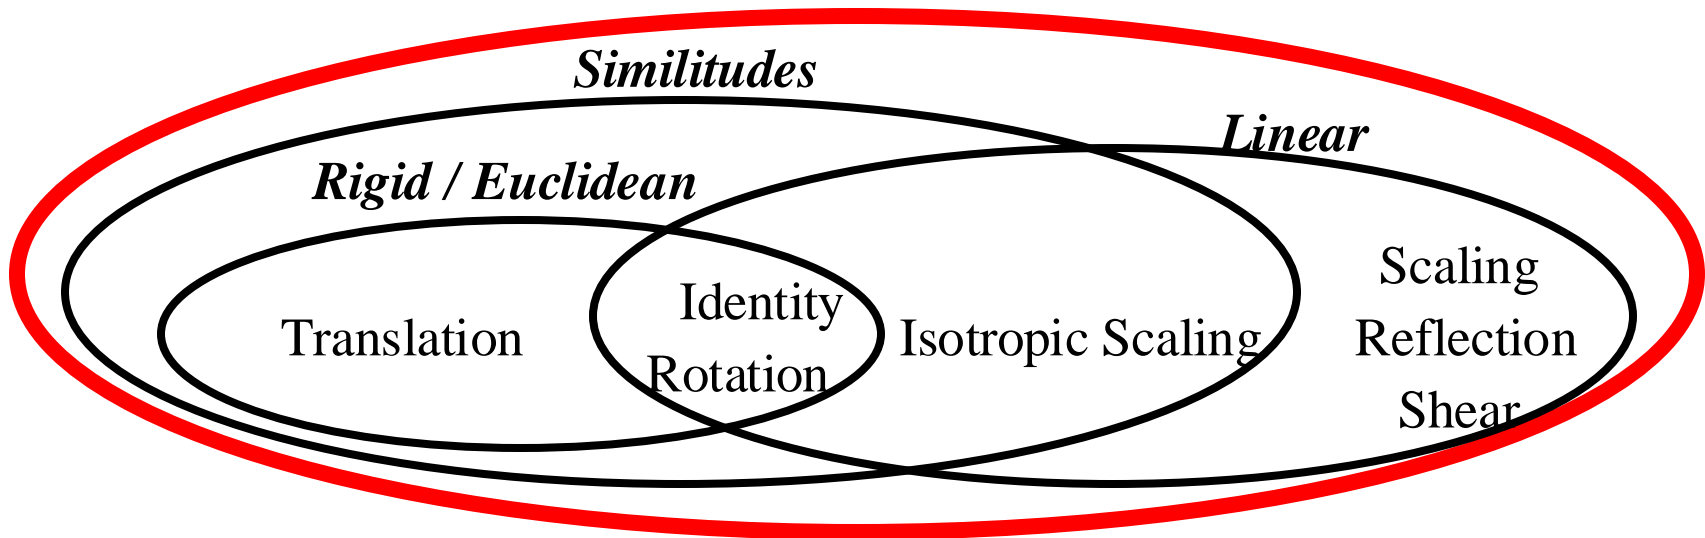 Similitudes
Linear
Rigid / Euclidean
Scaling
Identity
Translation
Isotropic Scaling
Reflection
Rotation
Shear